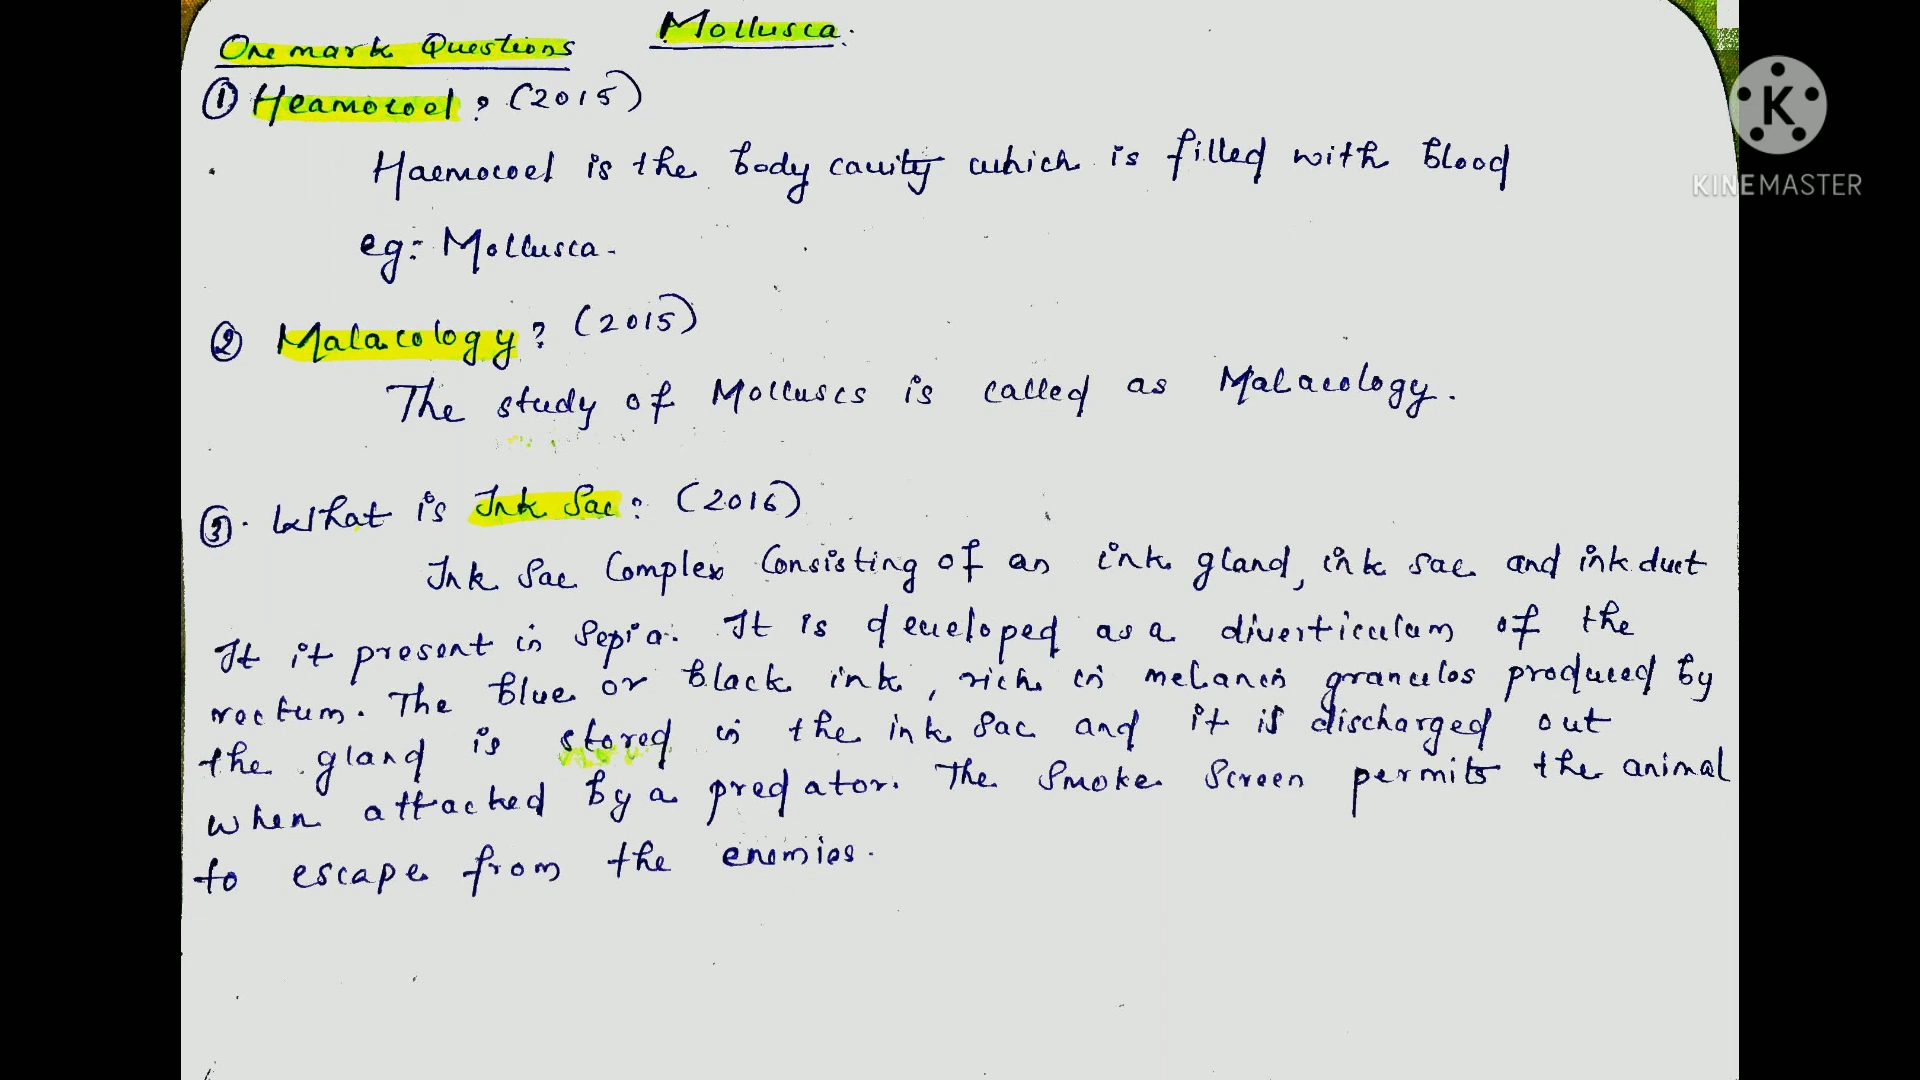 Mollusca.
One mark Questions
① Heamocoel? (2015)
Haemocoel is the body cavity which is filled with blood
eg: Mollusca.
② Malacology? (2015)
The study of Molluscs is called as Malacology.
③. What is Ink Sac? (2016)
Ink Sac Complex Consisting of an ink gland, ink sac and ink duct
It it present in Sepia. It is developed as a diverticulum of the
rectum. The blue or black ink, rich in melanin granulos produced by
the gland is stored in the ink Sac and it is discharged out
when attacked by a predator. The Smoke Screen permits the animal
to escape from the enemies.
K
KINEMASTER